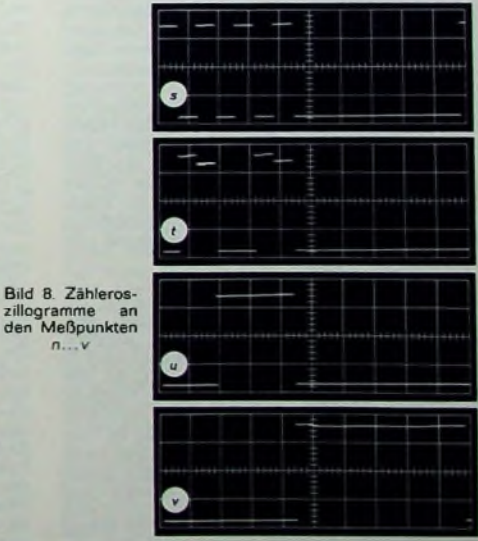 s
t
Bild 8. Zähleros-
zillogramme an
den Meßpunkten
n...v
u
v